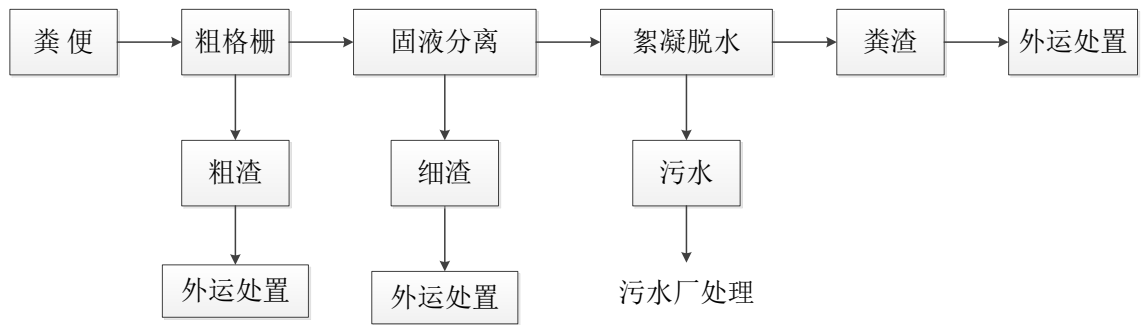 粪 便
粗格栅
固液分离
絮凝脱水
粪渣
外运处置
粗渣
细渣
污水
外运处置
外运处置
污水厂处理